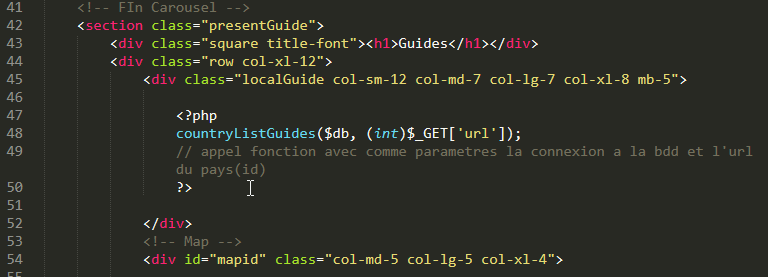 41 <!-- FIn Carousel -->
42 <section class="presentGuide">
43 <div class="square title-font"><h1>Guides</h1></div>
44 <div class="row col-xl-12">
45 <div class="localGuide col-sm-12 col-md-7 col-lg-7 col-xl-8 mb-5">
46
47 <?php
48 countryListGuides($db, (int)$_GET['url']);
49 // appel fonction avec comme parametres la connexion a la bdd et l'url
du pays(id)
50 ?>
51
52 </div>
53 <!-- Map -->
54 <div id="mapid" class="col-md-5 col-lg-5 col-xl-4">